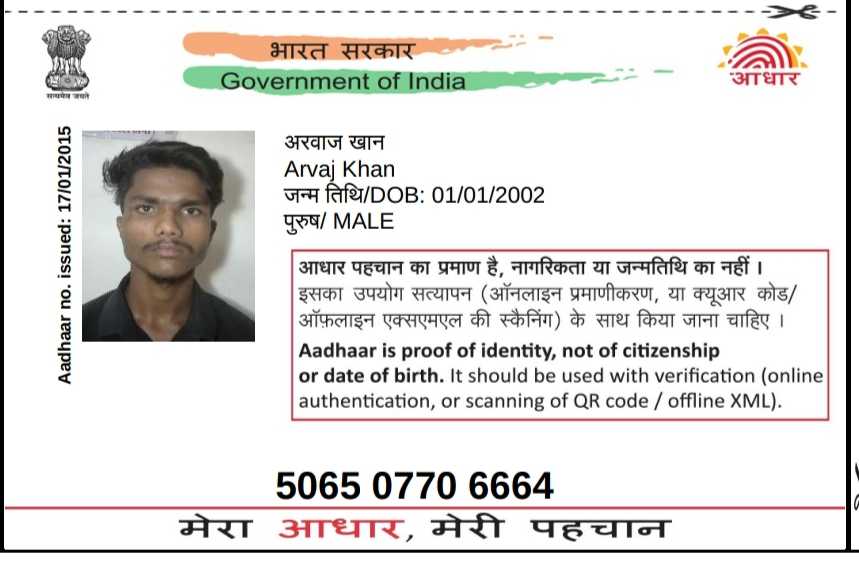 भारत सरकार
Government of India
सत्यमेव जयते
आधार
Aadhaar no. issued: 17/01/2015
अरवाज खान
Arvaj Khan
जन्म तिथि/DOB: 01/01/2002
पुरुष/ MALE
आधार पहचान का प्रमाण है, नागरिकता या जन्मतिथि का नहीं ।
इसका उपयोग सत्यापन (ऑनलाइन प्रमाणीकरण, या क्यूआर कोड/
ऑफ़लाइन एक्सएमएल की स्कैनिंग) के साथ किया जाना चाहिए ।
Aadhaar is proof of identity, not of citizenship
or date of birth. It should be used with verification (online
authentication, or scanning of QR code / offline XML).
5065 0770 6664
मेरा आधार, मेरी पहचान